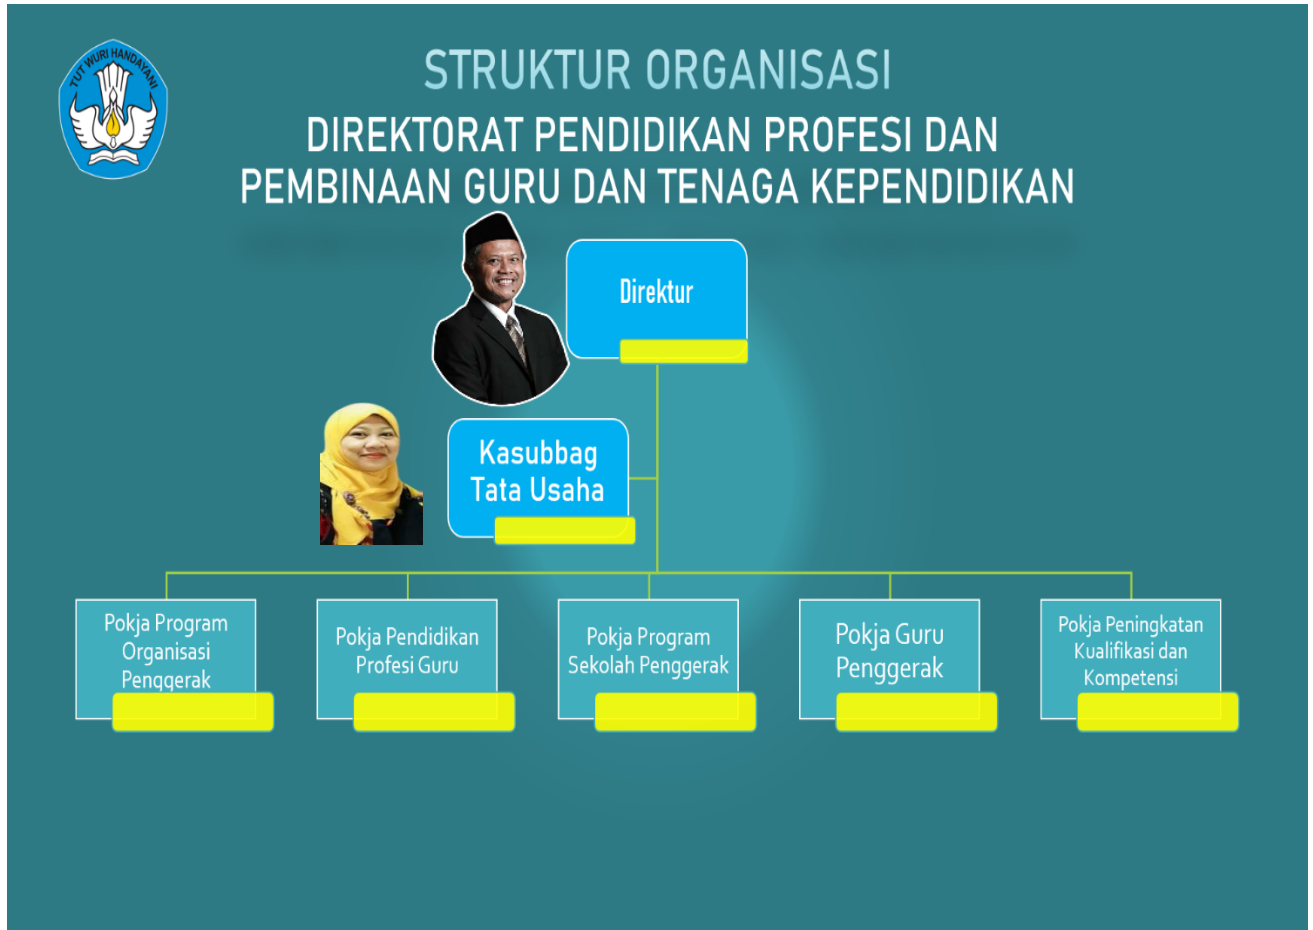 TUT WURI HANDAYANI
STRUKTUR ORGANISASI
DIREKTORAT PENDIDIKAN PROFESI DAN
PEMBINAAN GURU DAN TENAGA KEPENDIDIKAN
Direktur
Kasubbag
Tata Usaha
Pokja Program
Organisasi
Penggerak
Pokja Pendidikan
Profesi Guru
Pokja Program
Sekolah Penggerak
Pokja Guru
Penggerak
Pokja Peningkatan
Kualifikasi dan
Kompetensi